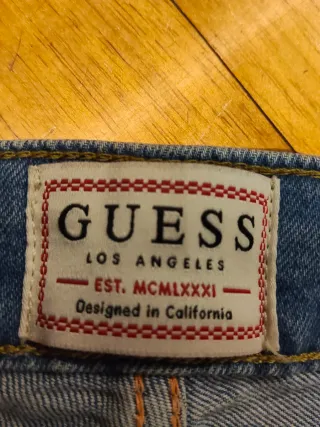 GUESS
LOS ANGELES
EST. MCMLXXXI
Designed in California